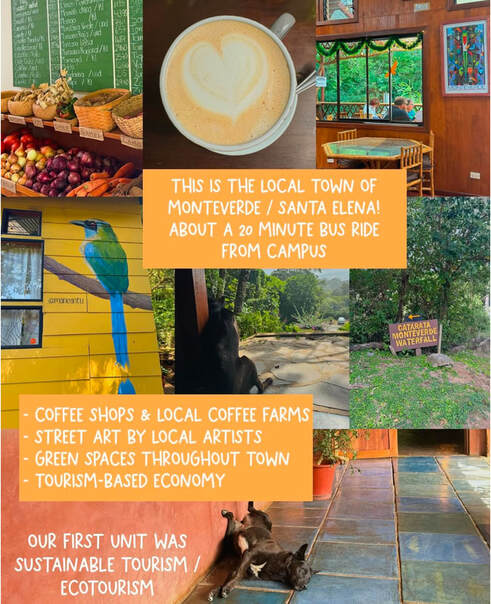 THIS IS THE LOCAL TOWN OF
MONTEVERDE / SANTA ELENA!
ABOUT A 20 MINUTE BUS RIDE
FROM CAMPUS
@maneantu
CATARATA
MONTEVERDE
WATERFALL
- COFFEE SHOPS & LOCAL COFFEE FARMS
- STREET ART BY LOCAL ARTISTS
- GREEN SPACES THROUGHOUT TOWN
- TOURISM-BASED ECONOMY
OUR FIRST UNIT WAS
SUSTAINABLE TOURISM /
ECOTOURISM